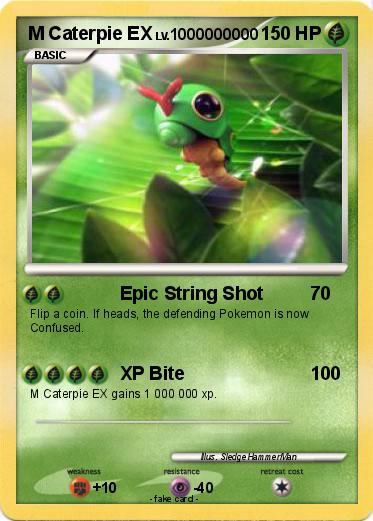 M Caterpie EX LV.1000000000 150 HP
BASIC
Epic String Shot 70
Flip a coin. If heads, the defending Pokemon is now
Confused.
XP Bite 100
M Caterpie EX gains 1 000 000 xp.
Illus. SledgeHammerMan
weakness resistance retreat cost
+10 -40
- fake card -